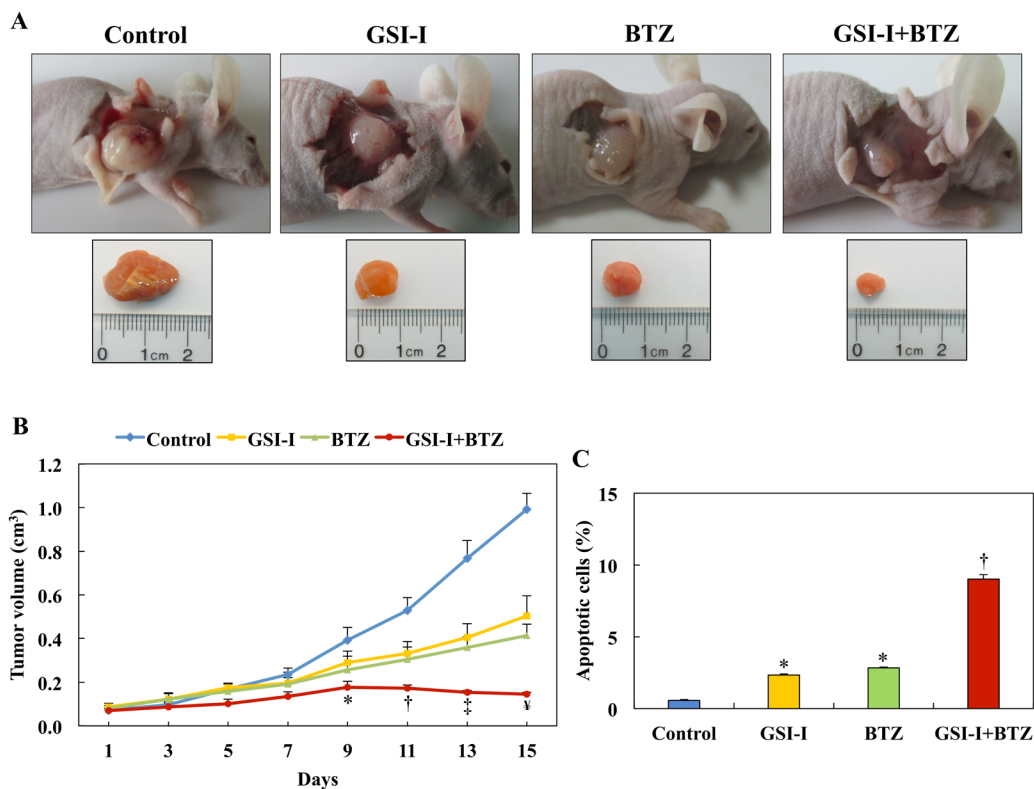 A
Control
GSI-I
BTZ
GSI-I+BTZ
0 1cm 2
0 1cm 2
0 1cm 2
0 1cm 2
B
Control GSI-I BTZ GSI-I+BTZ
Tumor volume (cm³)
1.2
1.0
0.8
0.6
0.4
0.2
0.0
* † ‡ ¥
1 3 5 7 9 11 13 15
Days
C
Apoptotic cells (%)
15
10
5
0
* * †
Control GSI-I BTZ GSI-I+BTZ